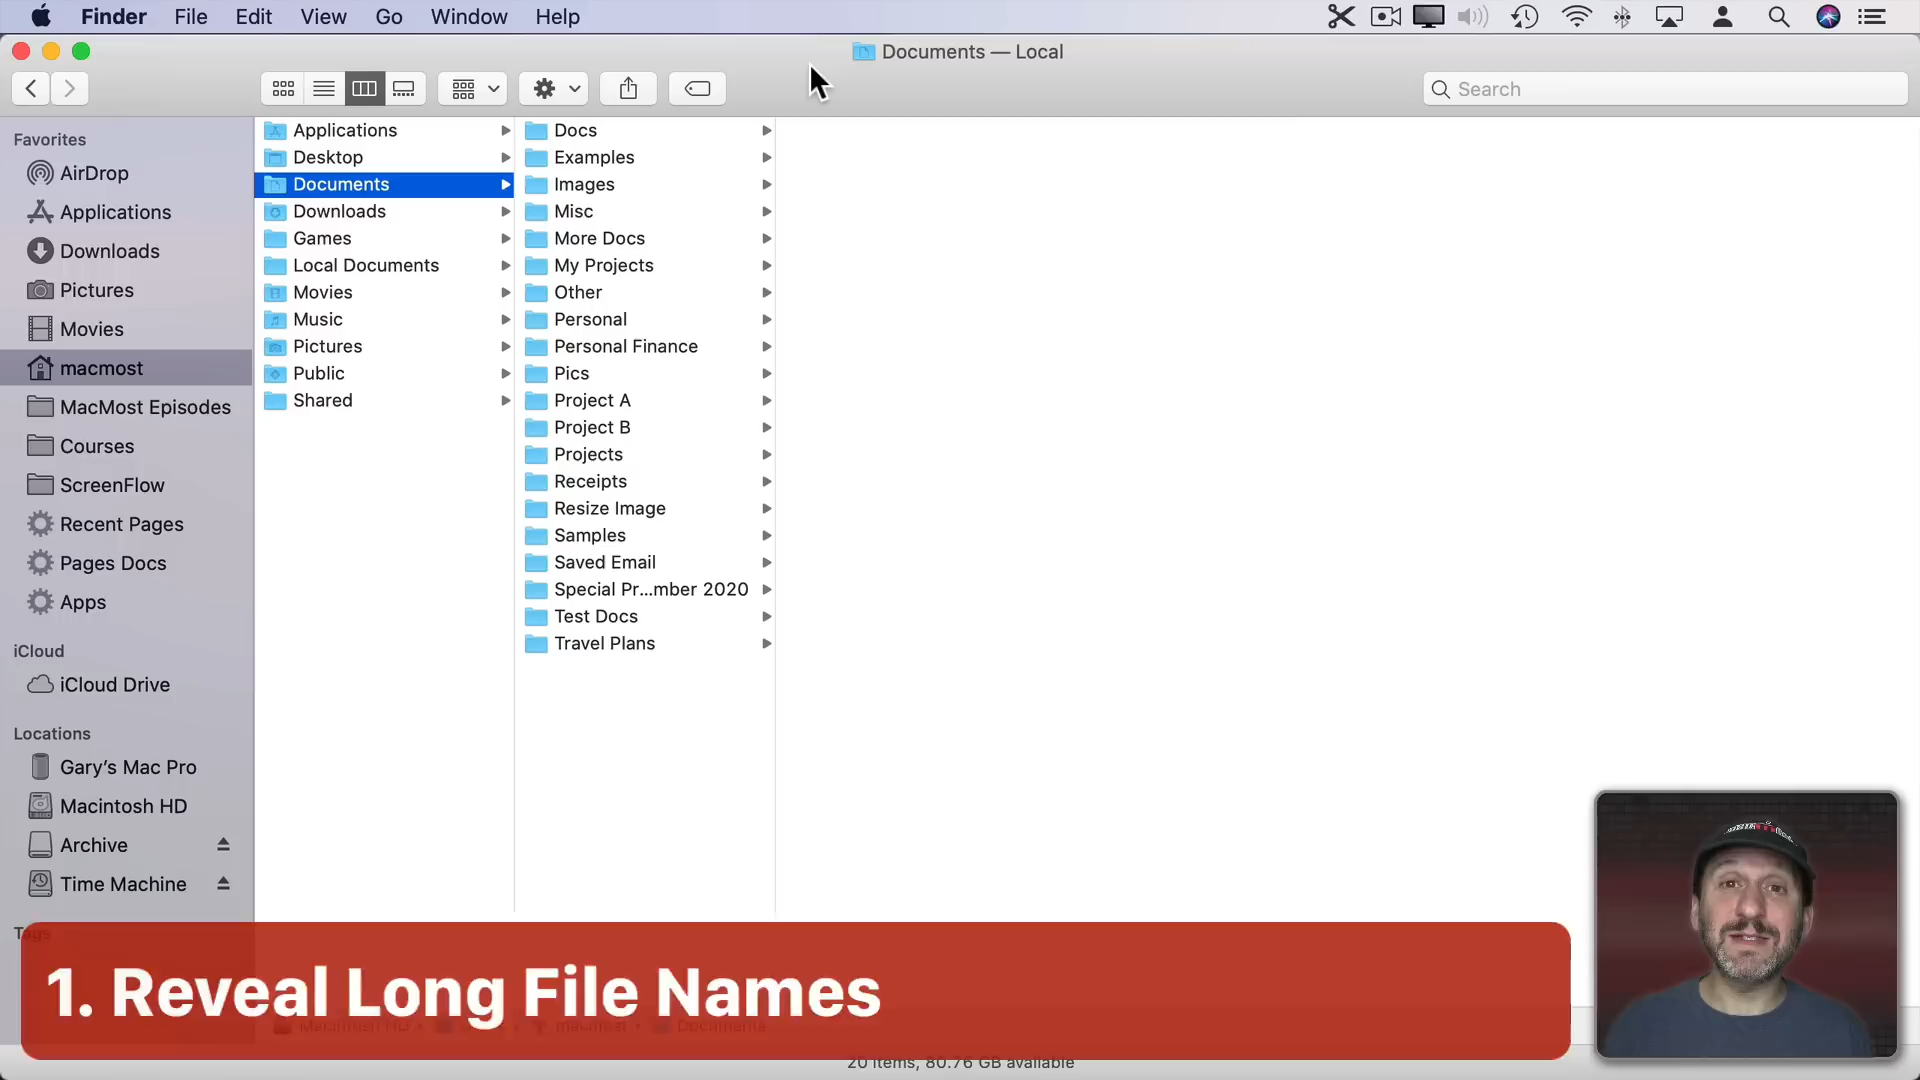 Finder File Edit View Go Window Help
Documents — Local
Search
Favorites
AirDrop
Applications
Downloads
Pictures
Movies
macmost
MacMost Episodes
Courses
ScreenFlow
Recent Pages
Pages Docs
Apps
iCloud
iCloud Drive
Locations
Gary's Mac Pro
Macintosh HD
Archive
Time Machine
Tags
Applications
Desktop
Documents
Downloads
Games
Local Documents
Movies
Music
Pictures
Public
Shared
Docs
Examples
Images
Misc
More Docs
My Projects
Other
Personal
Personal Finance
Pics
Project A
Project B
Projects
Receipts
Resize Image
Samples
Saved Email
Special Pr...mber 2020
Test Docs
Travel Plans
1. Reveal Long File Names
20 items, 80.76 GB available